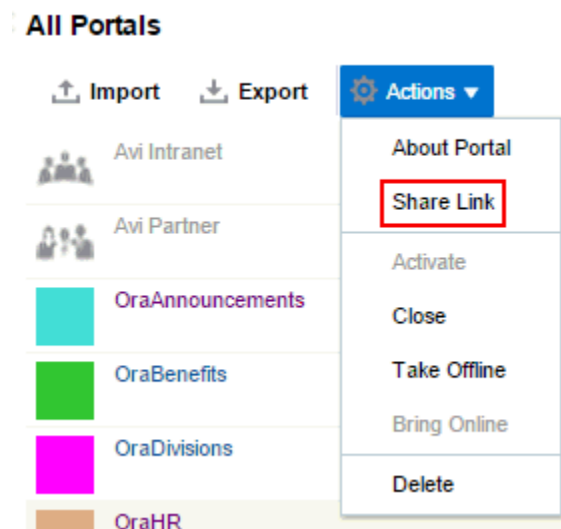 All Portals
Import Export Actions
Avi Intranet
Avi Partner
OraAnnouncements
OraBenefits
OraDivisions
OraHR
About Portal
Share Link
Activate
Close
Take Offline
Bring Online
Delete